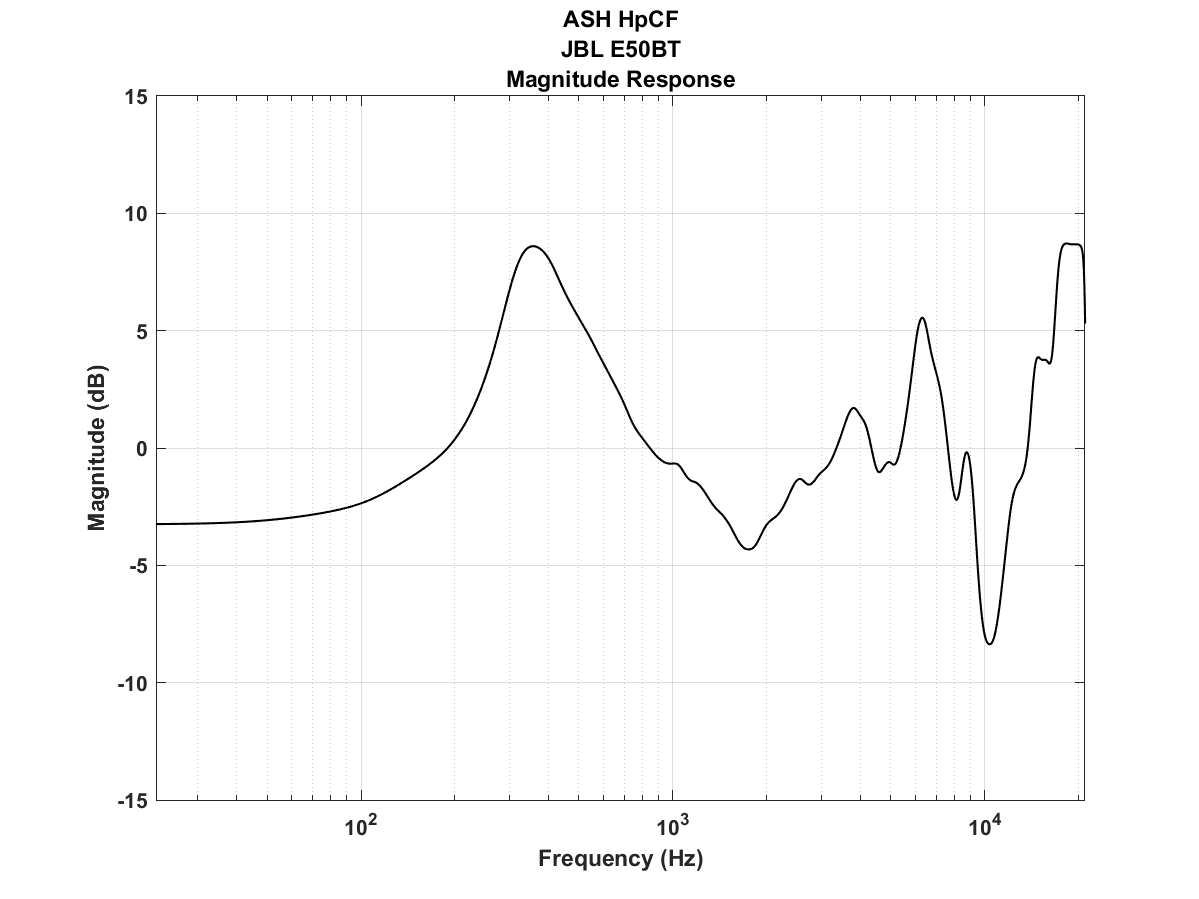 ASH HpCF
JBL E50BT
Magnitude Response
15
10
5
0
-5
-10
-15
Magnitude (dB)
10²
10³
10⁴
Frequency (Hz)